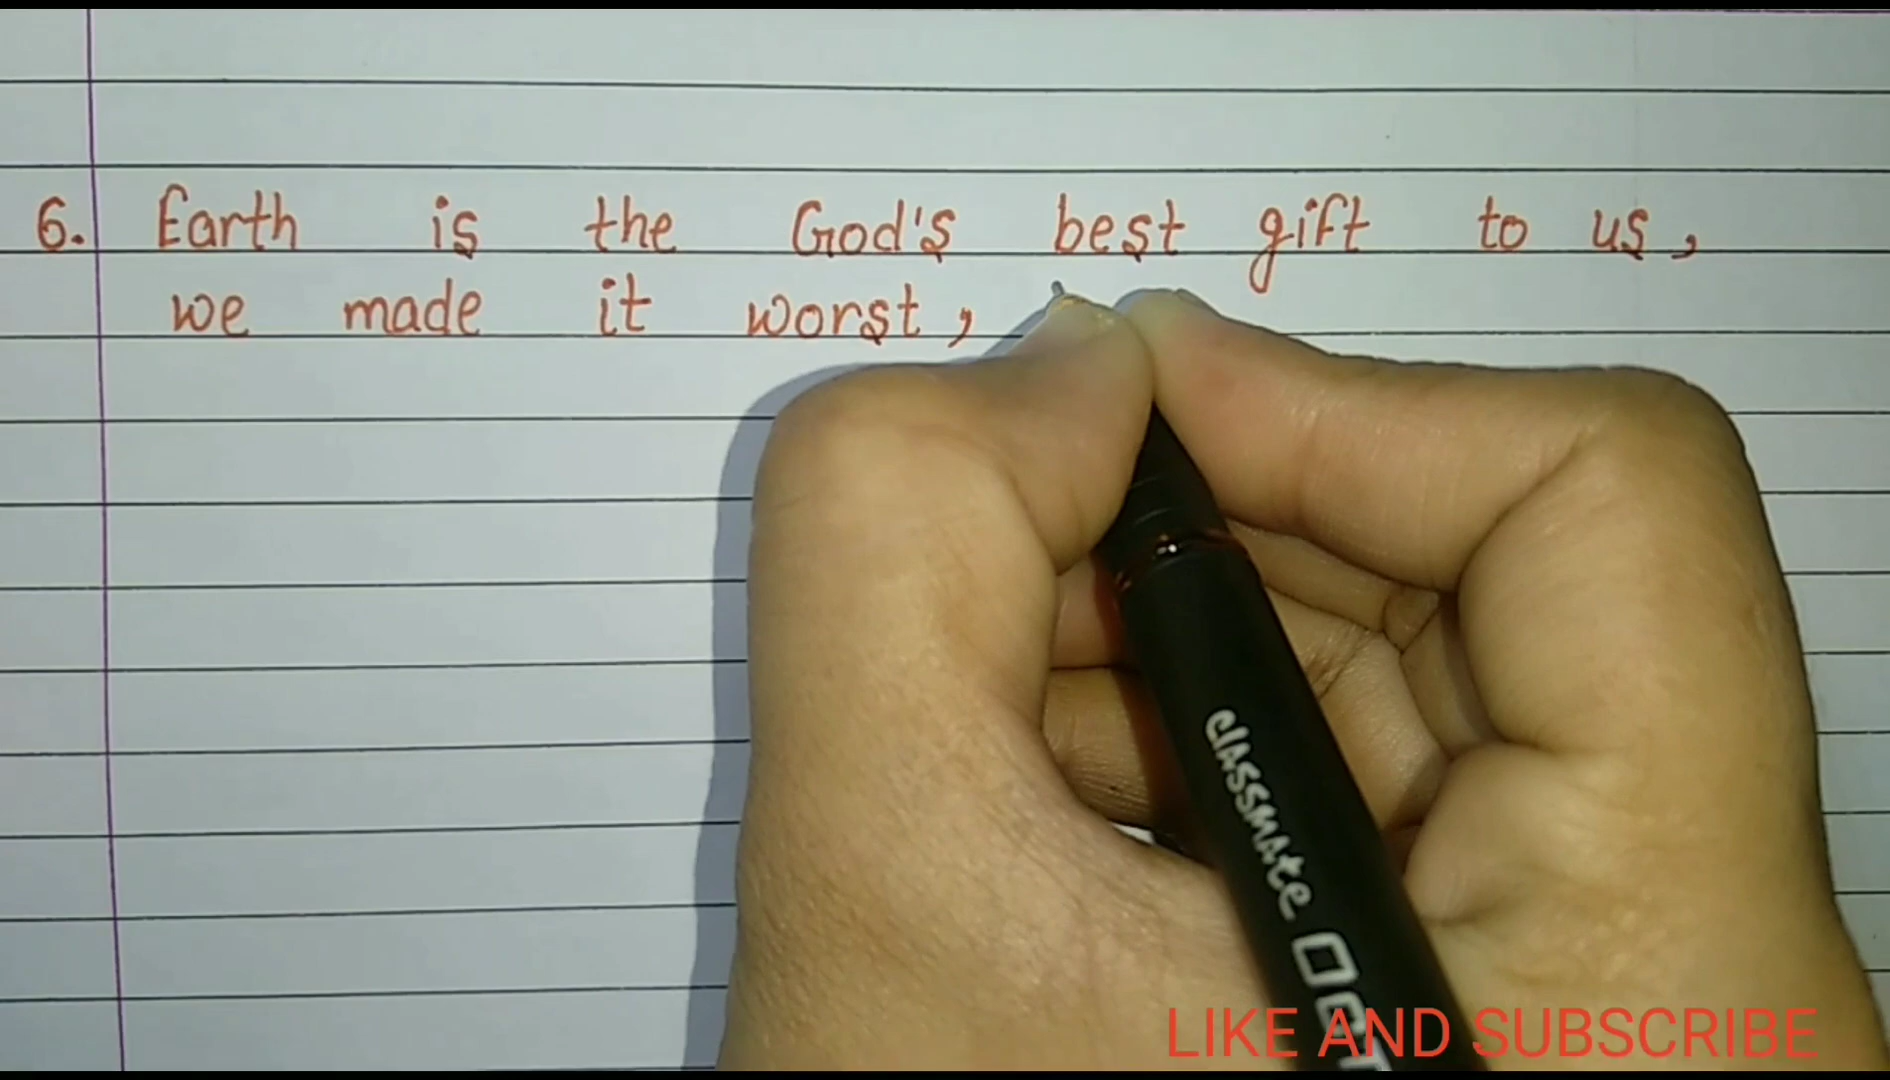 6. Earth is the God's best gift to us,
we made it worst,
classmate
LIKE AND SUBSCRIBE